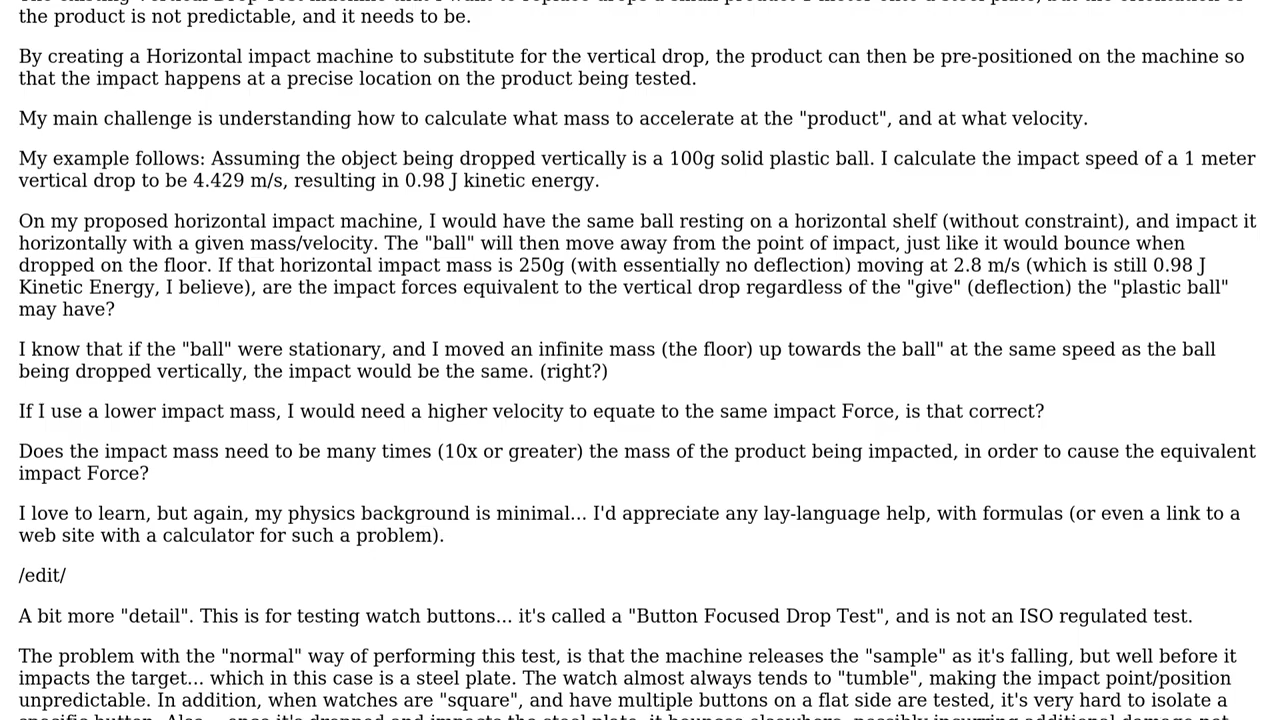 the product is not predictable, and it needs to be.
By creating a Horizontal impact machine to substitute for the vertical drop, the product can then be pre-positioned on the machine so
that the impact happens at a precise location on the product being tested.
My main challenge is understanding how to calculate what mass to accelerate at the "product", and at what velocity.
My example follows: Assuming the object being dropped vertically is a 100g solid plastic ball. I calculate the impact speed of a 1 meter
vertical drop to be 4.429 m/s, resulting in 0.98 J kinetic energy.
On my proposed horizontal impact machine, I would have the same ball resting on a horizontal shelf (without constraint), and impact it
horizontally with a given mass/velocity. The "ball" will then move away from the point of impact, just like it would bounce when
dropped on the floor. If that horizontal impact mass is 250g (with essentially no deflection) moving at 2.8 m/s (which is still 0.98 J
Kinetic Energy, I believe), are the impact forces equivalent to the vertical drop regardless of the "give" (deflection) the "plastic ball"
may have?
I know that if the "ball" were stationary, and I moved an infinite mass (the floor) up towards the ball" at the same speed as the ball
being dropped vertically, the impact would be the same. (right?)
If I use a lower impact mass, I would need a higher velocity to equate to the same impact Force, is that correct?
Does the impact mass need to be many times (10x or greater) the mass of the product being impacted, in order to cause the equivalent
impact Force?
I love to learn, but again, my physics background is minimal... I'd appreciate any lay-language help, with formulas (or even a link to a
web site with a calculator for such a problem).
/edit/
A bit more "detail". This is for testing watch buttons... it's called a "Button Focused Drop Test", and is not an ISO regulated test.
The problem with the "normal" way of performing this test, is that the machine releases the "sample" as it's falling, but well before it
impacts the target... which in this case is a steel plate. The watch almost always tends to "tumble", making the impact point/position
unpredictable. In addition, when watches are "square", and have multiple buttons on a flat side are tested, it's very hard to isolate a